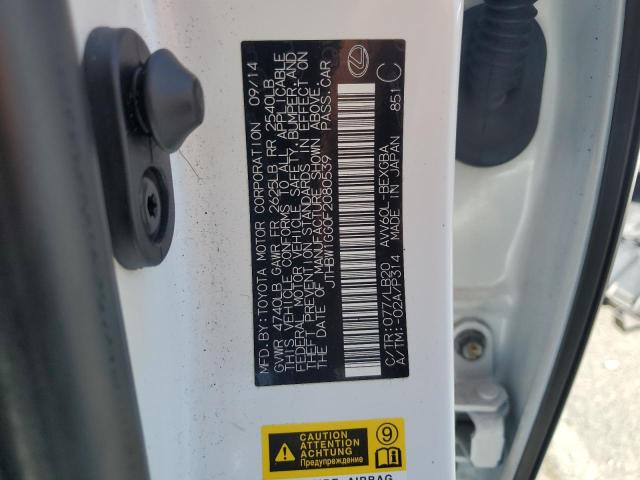 MFD.BY:TOYOTA MOTOR CORPORATION 09/14
GVWR 4740LB GAWR FR 2625LB RR 2540LB
THIS VEHICLE CONFORMS TO ALL APPLICABLE
FEDERAL MOTOR VEHICLE SAFETY, BUMPER, AND
THEFT PREVENTION STANDARDS IN EFFECT ON
THE DATE OF MANUFACTURE SHOWN ABOVE.
JTHBW1GG0F2080539 PASS.CAR
C/TR:077/LB20 AVV60L-BEXGBA
A/TM:-02A/P314 MADE IN JAPAN 851 C
CAUTION
ATTENTION
ACHTUNG
Предупреждение
9
AIRBAG